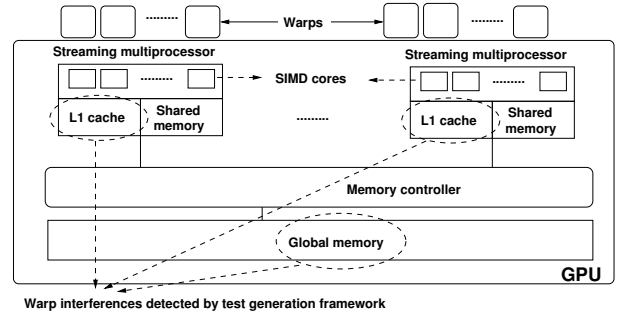 Warps
Streaming multiprocessor
Streaming multiprocessor
SIMD cores
L1 cache
Shared
memory
L1 cache
Shared
memory
Memory controller
Global memory
GPU
Warp interferences detected by test generation framework